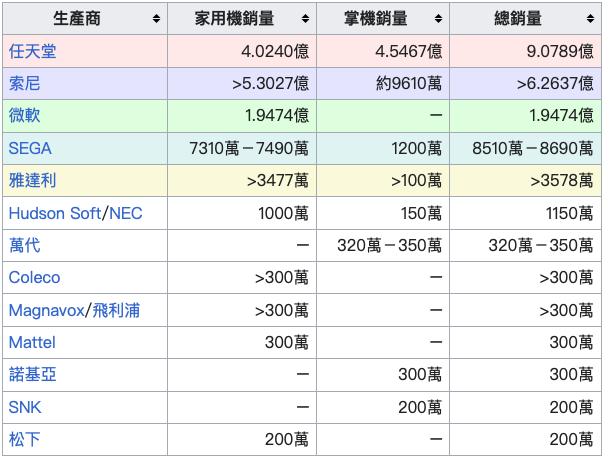 生產商 家用機銷量 掌機銷量 總銷量
任天堂 4.0240億 4.5467億 9.0789億
索尼 >5.3027億 約9610萬 >6.2637億
微軟 1.9474億 — 1.9474億
SEGA 7310萬－7490萬 1200萬 8510萬－8690萬
雅達利 >3477萬 >100萬 >3578萬
Hudson Soft/NEC 1000萬 150萬 1150萬
萬代 — 320萬－350萬 320萬－350萬
Coleco >300萬 — >300萬
Magnavox/飛利浦 >300萬 — >300萬
Mattel 300萬 — 300萬
諾基亞 — 300萬 300萬
SNK — 200萬 200萬
松下 200萬 — 200萬